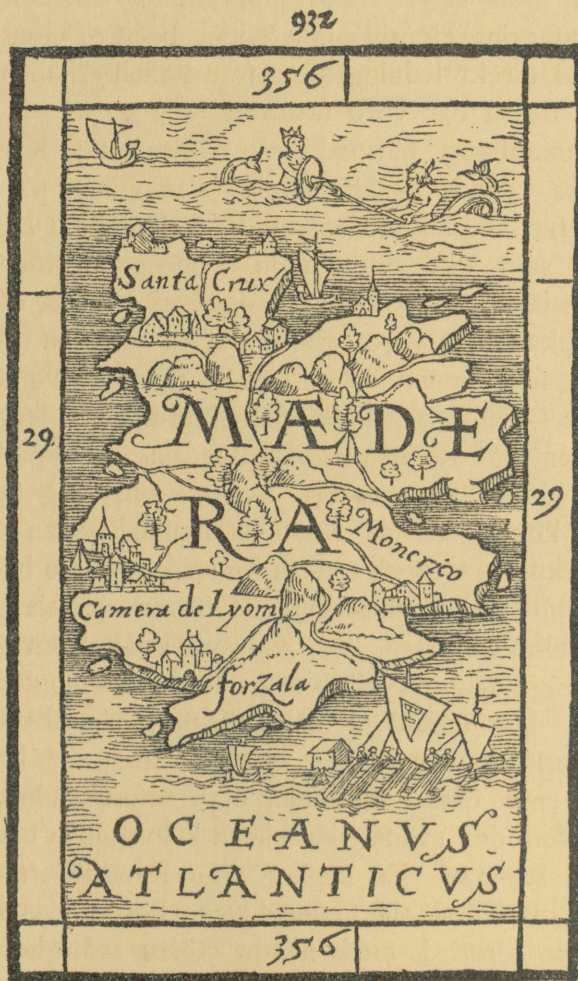 932
356
Santa Crux
MÆDE
29.
RA
29
Monerico
Camera de Lyom
forZala
OCEANVS
ATLANTICVS
356